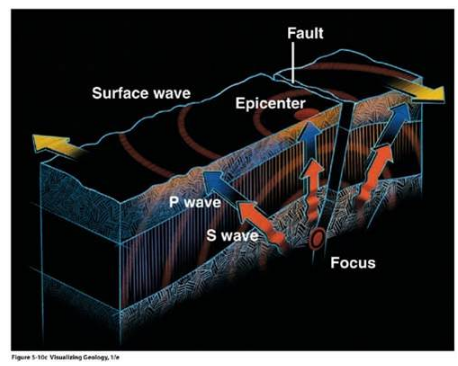 Fault
Surface wave
Epicenter
P wave
S wave
Focus
Figure 5-10c Visualizing Geology, 1/e